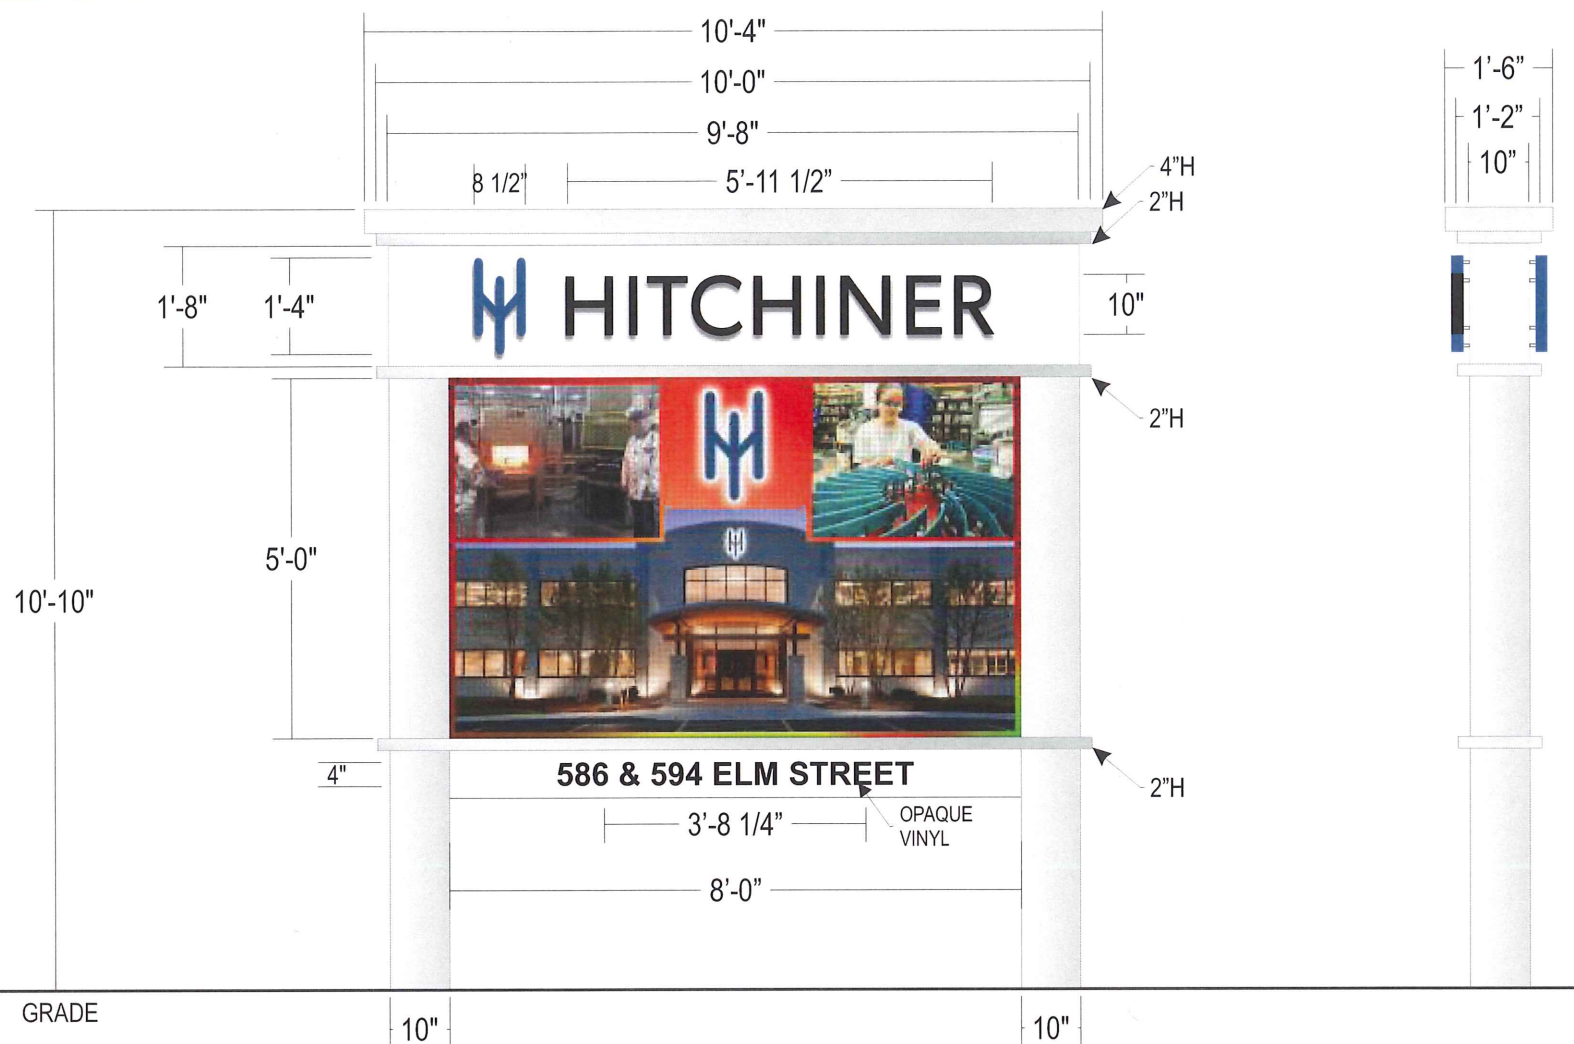 10'-4"
10'-0"
9'-8"
8 1/2”
5’-11 1/2”
4”H
2”H
1’-6”
1’-2”
10”
1'-8"
1'-4"
HITCHINER
10"
2”H
5'-0"
10'-10"
4"
586 & 594 ELM STREET
2”H
3’-8 1/4”
OPAQUE
VINYL
8’-0”
GRADE
10"
10"